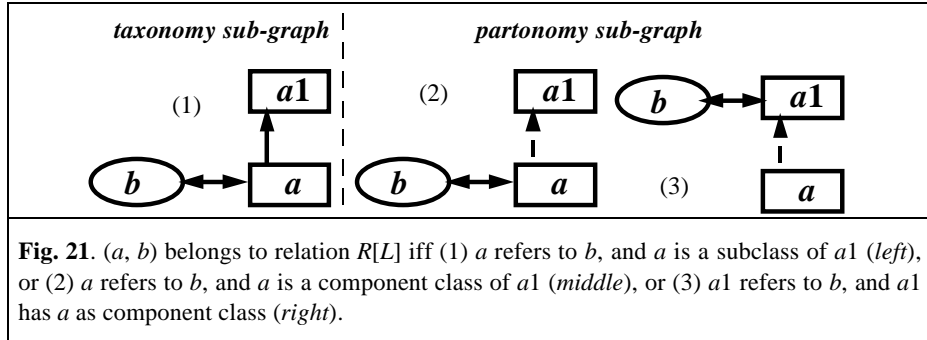 taxonomy sub-graph
partonomy sub-graph
(1)
a1
b
a
(2)
a1
b
a
b
a1
(3)
a
Fig. 21. (a, b) belongs to relation R[L] iff (1) a refers to b, and a is a subclass of a1 (left),
or (2) a refers to b, and a is a component class of a1 (middle), or (3) a1 refers to b, and a1
has a as component class (right).